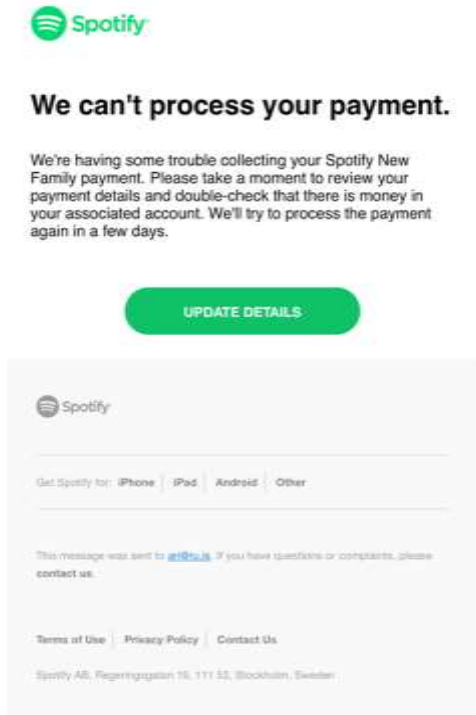 Spotify
We can't process your payment.
We're having some trouble collecting your Spotify New
Family payment. Please take a moment to review your
payment details and double-check that there is money in
your associated account. We'll try to process the payment
again in a few days.
UPDATE DETAILS
Spotify
Get Spotify for: iPhone iPad Android Other
This message was sent to If you have questions or complaints, please
contact us.
Terms of Use Privacy Policy Contact Us
Spotify AB, Regeringsgatan 19, 111 53, Stockholm, Sweden